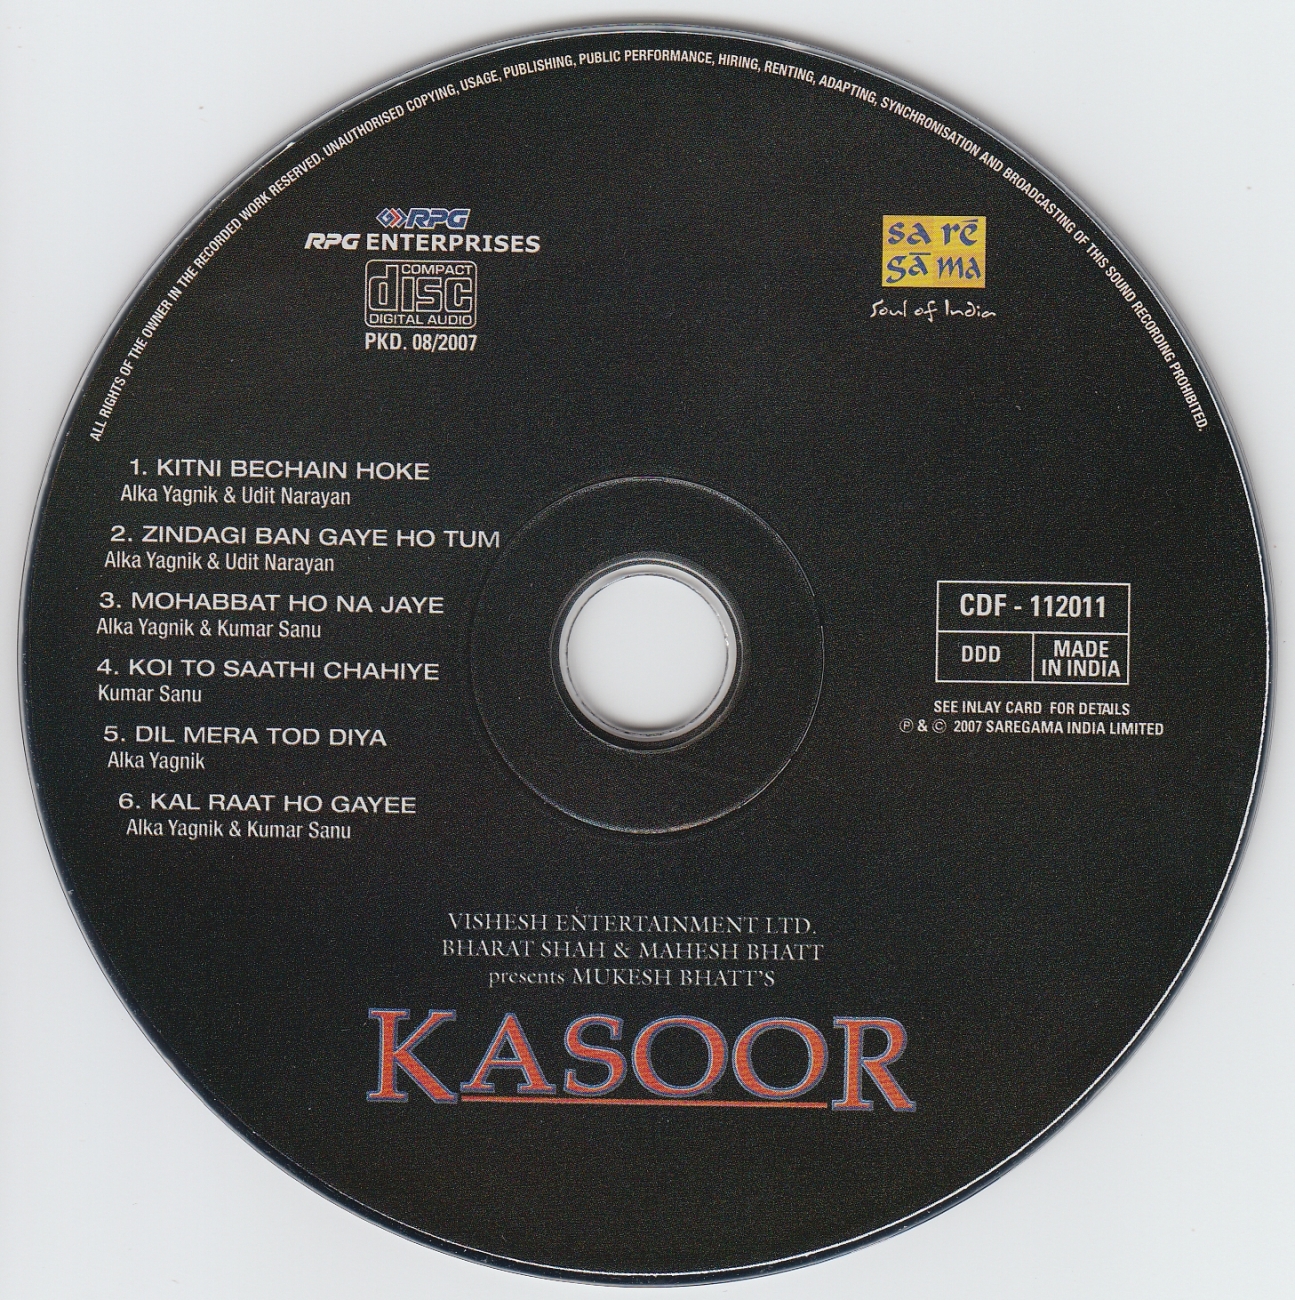 ALL RIGHTS OF THE OWNER IN THE RECORDED WORK RESERVED. UNAUTHORISED COPYING, USAGE, PUBLISHING, PUBLIC PERFORMANCE, HIRING, RENTING, ADAPTING, SYNCHRONISATION AND BROADCASTING OF THIS SOUND RECORDING PROHIBITED.
RPG
RPG ENTERPRISES
COMPACT
disc
DIGITAL AUDIO
PKD. 08/2007
sa rē
gā ma
Soul of India
1. KITNI BECHAIN HOKE
Alka Yagnik & Udit Narayan
2. ZINDAGI BAN GAYE HO TUM
Alka Yagnik & Udit Narayan
3. MOHABBAT HO NA JAYE
Alka Yagnik & Kumar Sanu
4. KOI TO SAATHI CHAHIYE
Kumar Sanu
5. DIL MERA TOD DIYA
Alka Yagnik
6. KAL RAAT HO GAYEE
Alka Yagnik & Kumar Sanu
CDF - 112011
DDD
MADE
IN INDIA
SEE INLAY CARD FOR DETAILS
℗ & © 2007 SAREGAMA INDIA LIMITED
VISHESH ENTERTAINMENT LTD.
BHARAT SHAH & MAHESH BHATT
presents MUKESH BHATT'S
KASOOR